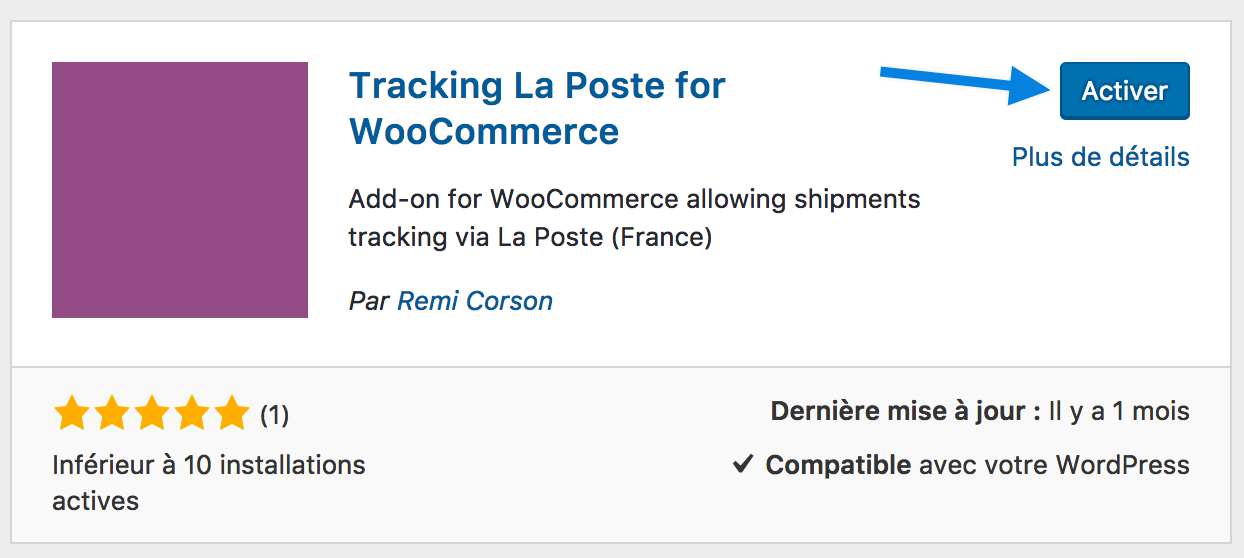 Tracking La Poste for
WooCommerce
Activer
Plus de détails
Add-on for WooCommerce allowing shipments
tracking via La Poste (France)
Par Remi Corson
(1)
Inférieur à 10 installations
actives
Dernière mise à jour : Il y a 1 mois
Compatible avec votre WordPress